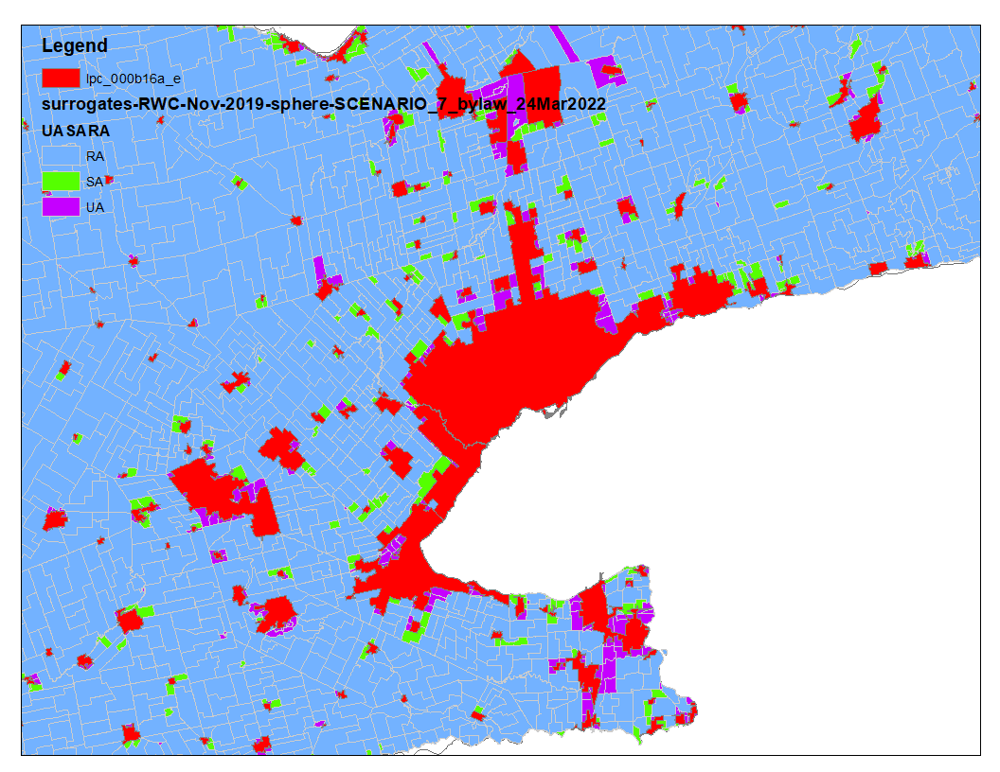 Legend
lpc_000b16a_e
surrogates-RWC-Nov-2019-sphere-SCENARIO_7_bylaw_24Mar2022
UASARA
RA
SA
UA